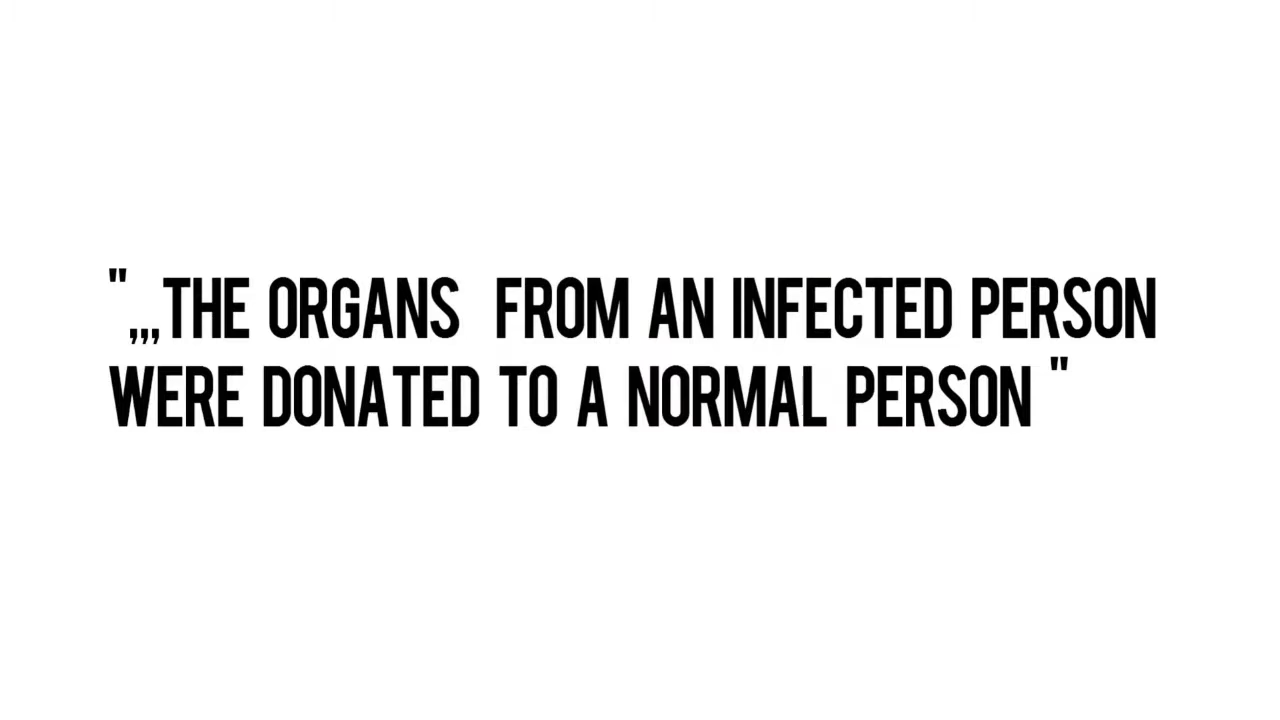 ",,,THE ORGANS  FROM AN INFECTED PERSON
WERE DONATED TO A NORMAL PERSON "